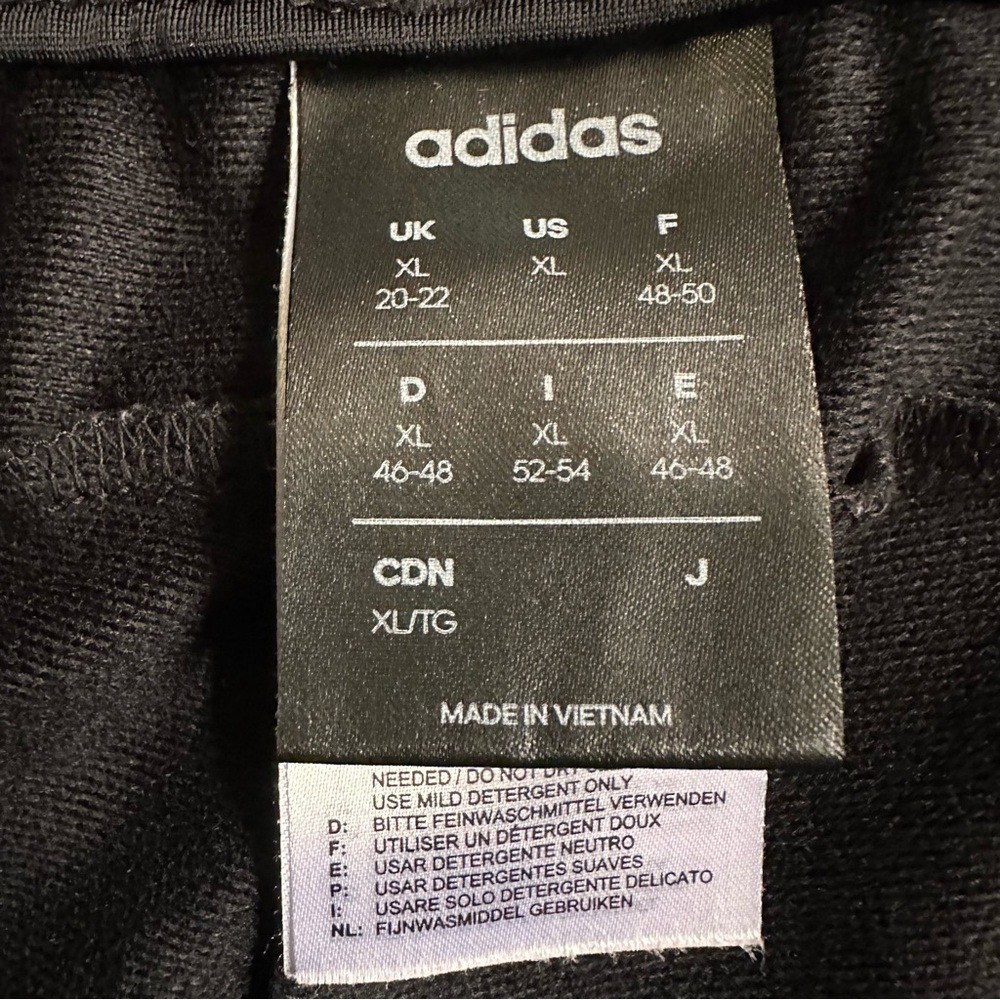 adidas
UK US F
XL XL XL
20-22 48-50
D I E
XL XL XL
46-48 52-54 46-48
CDN J
XL/TG
MADE IN VIETNAM
NEEDED / DO NOT DRY
USE MILD DETERGENT ONLY
D: BITTE FEINWASCHMITTEL VERWENDEN
F: UTILISER UN DÉTERGENT DOUX
E: USAR DETERGENTE NEUTRO
P: USAR DETERGENTES SUAVES
I: USARE SOLO DETERGENTE DELICATO
NL: FIJNWASMIDDEL GEBRUIKEN